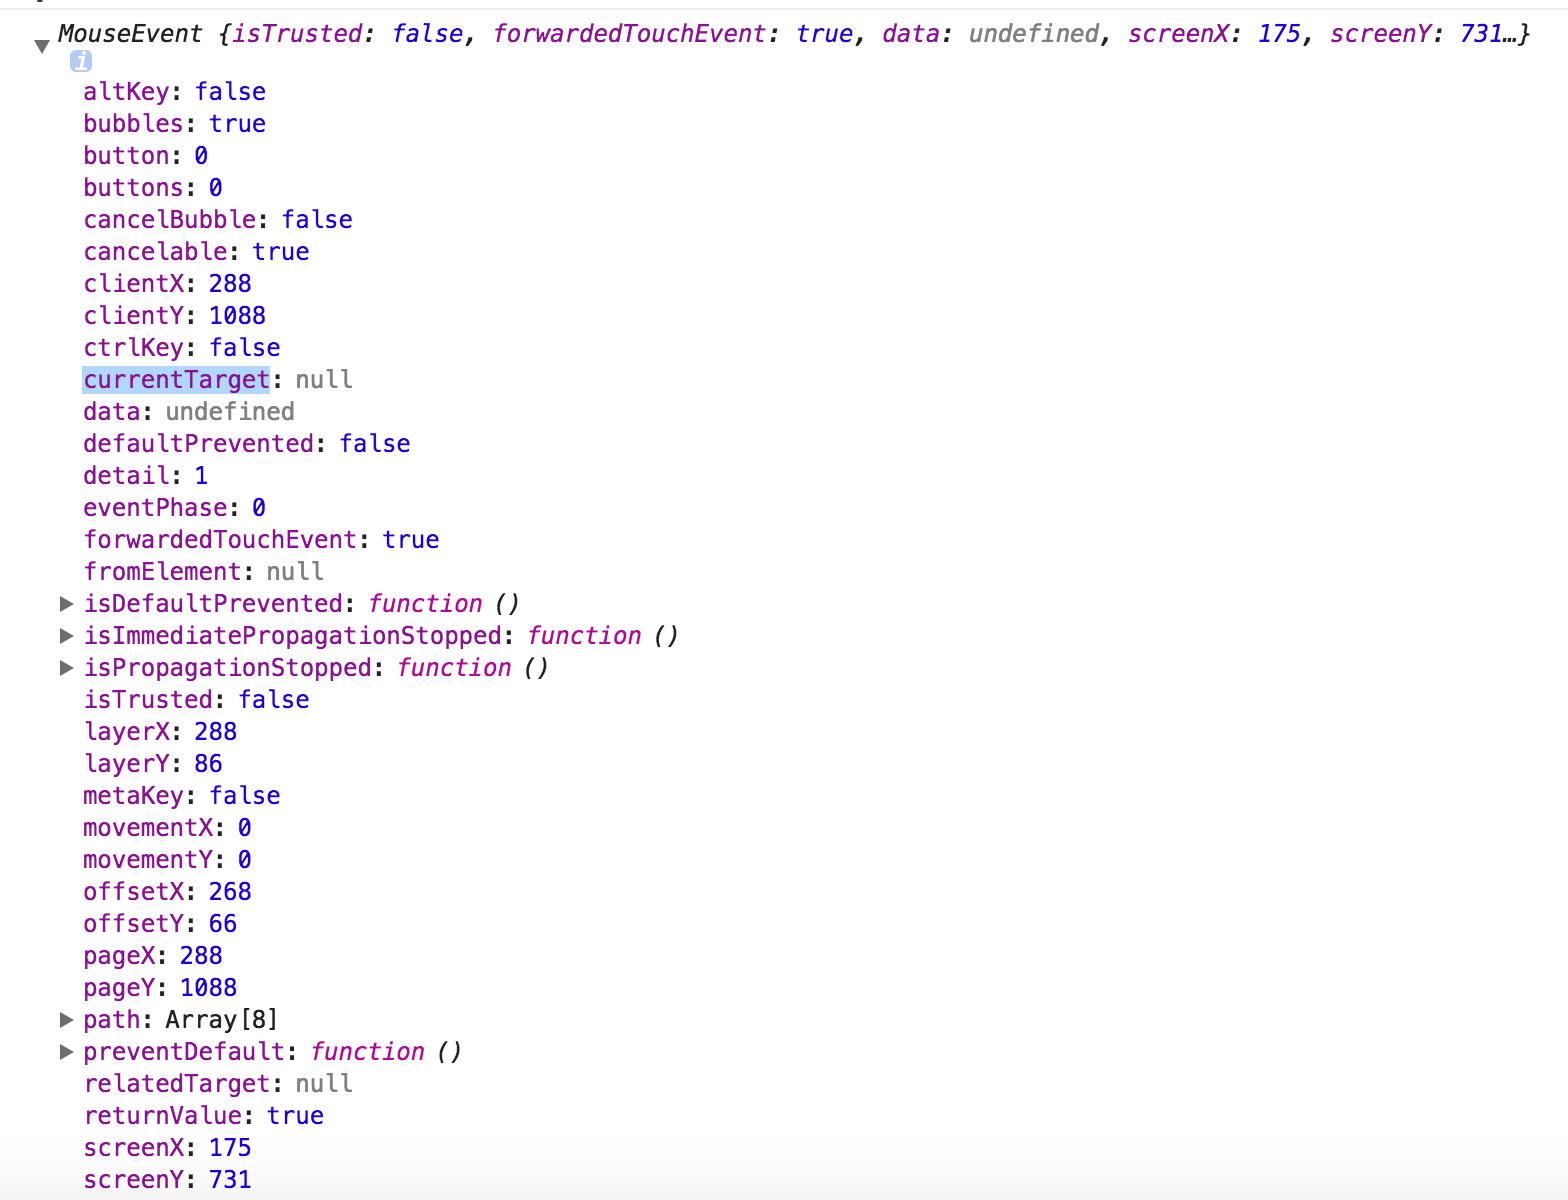 MouseEvent {isTrusted: false, forwardedTouchEvent: true, data: undefined, screenX: 175, screenY: 731…}
i
altKey: false
bubbles: true
button: 0
buttons: 0
cancelBubble: false
cancelable: true
clientX: 288
clientY: 1088
ctrlKey: false
currentTarget: null
data: undefined
defaultPrevented: false
detail: 1
eventPhase: 0
forwardedTouchEvent: true
fromElement: null
isDefaultPrevented: function ()
isImmediatePropagationStopped: function ()
isPropagationStopped: function ()
isTrusted: false
layerX: 288
layerY: 86
metaKey: false
movementX: 0
movementY: 0
offsetX: 268
offsetY: 66
pageX: 288
pageY: 1088
path: Array[8]
preventDefault: function ()
relatedTarget: null
returnValue: true
screenX: 175
screenY: 731